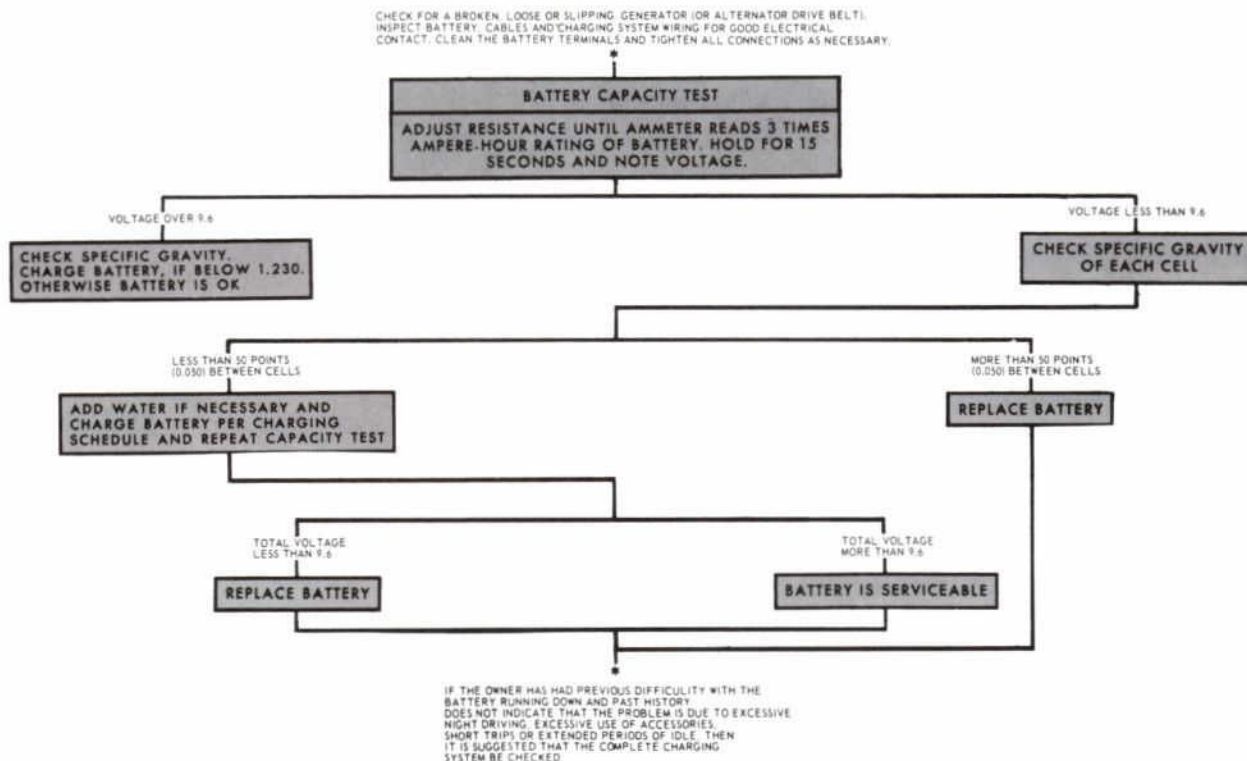 CHECK FOR A BROKEN, LOOSE OR SLIPPING GENERATOR (OR ALTERNATOR DRIVE BELT).
INSPECT BATTERY, CABLES AND CHARGING SYSTEM WIRING FOR GOOD ELECTRICAL
CONTACT. CLEAN THE BATTERY TERMINALS AND TIGHTEN ALL CONNECTIONS AS NECESSARY.
*
BATTERY CAPACITY TEST
ADJUST RESISTANCE UNTIL AMMETER READS 3 TIMES
AMPERE-HOUR RATING OF BATTERY. HOLD FOR 15
SECONDS AND NOTE VOLTAGE.
VOLTAGE OVER 9.6
CHECK SPECIFIC GRAVITY.
CHARGE BATTERY, IF BELOW 1.230.
OTHERWISE BATTERY IS OK
VOLTAGE LESS THAN 9.6
CHECK SPECIFIC GRAVITY
OF EACH CELL
LESS THAN 50 POINTS
(0.050) BETWEEN CELLS
ADD WATER IF NECESSARY AND
CHARGE BATTERY PER CHARGING
SCHEDULE AND REPEAT CAPACITY TEST
MORE THAN 50 POINTS
(0.050) BETWEEN CELLS
REPLACE BATTERY
TOTAL VOLTAGE
LESS THAN 9.6
REPLACE BATTERY
TOTAL VOLTAGE
MORE THAN 9.6
BATTERY IS SERVICEABLE
*
IF THE OWNER HAS HAD PREVIOUS DIFFICULITY WITH THE
BATTERY RUNNING DOWN AND PAST HISTORY
DOES NOT INDICATE THAT THE PROBLEM IS DUE TO EXCESSIVE
NIGHT DRIVING, EXCESSIVE USE OF ACCESSORIES,
SHORT TRIPS OR EXTENDED PERIODS OF IDLE, THEN
IT IS SUGGESTED THAT THE COMPLETE CHARGING
SYSTEM BE CHECKED